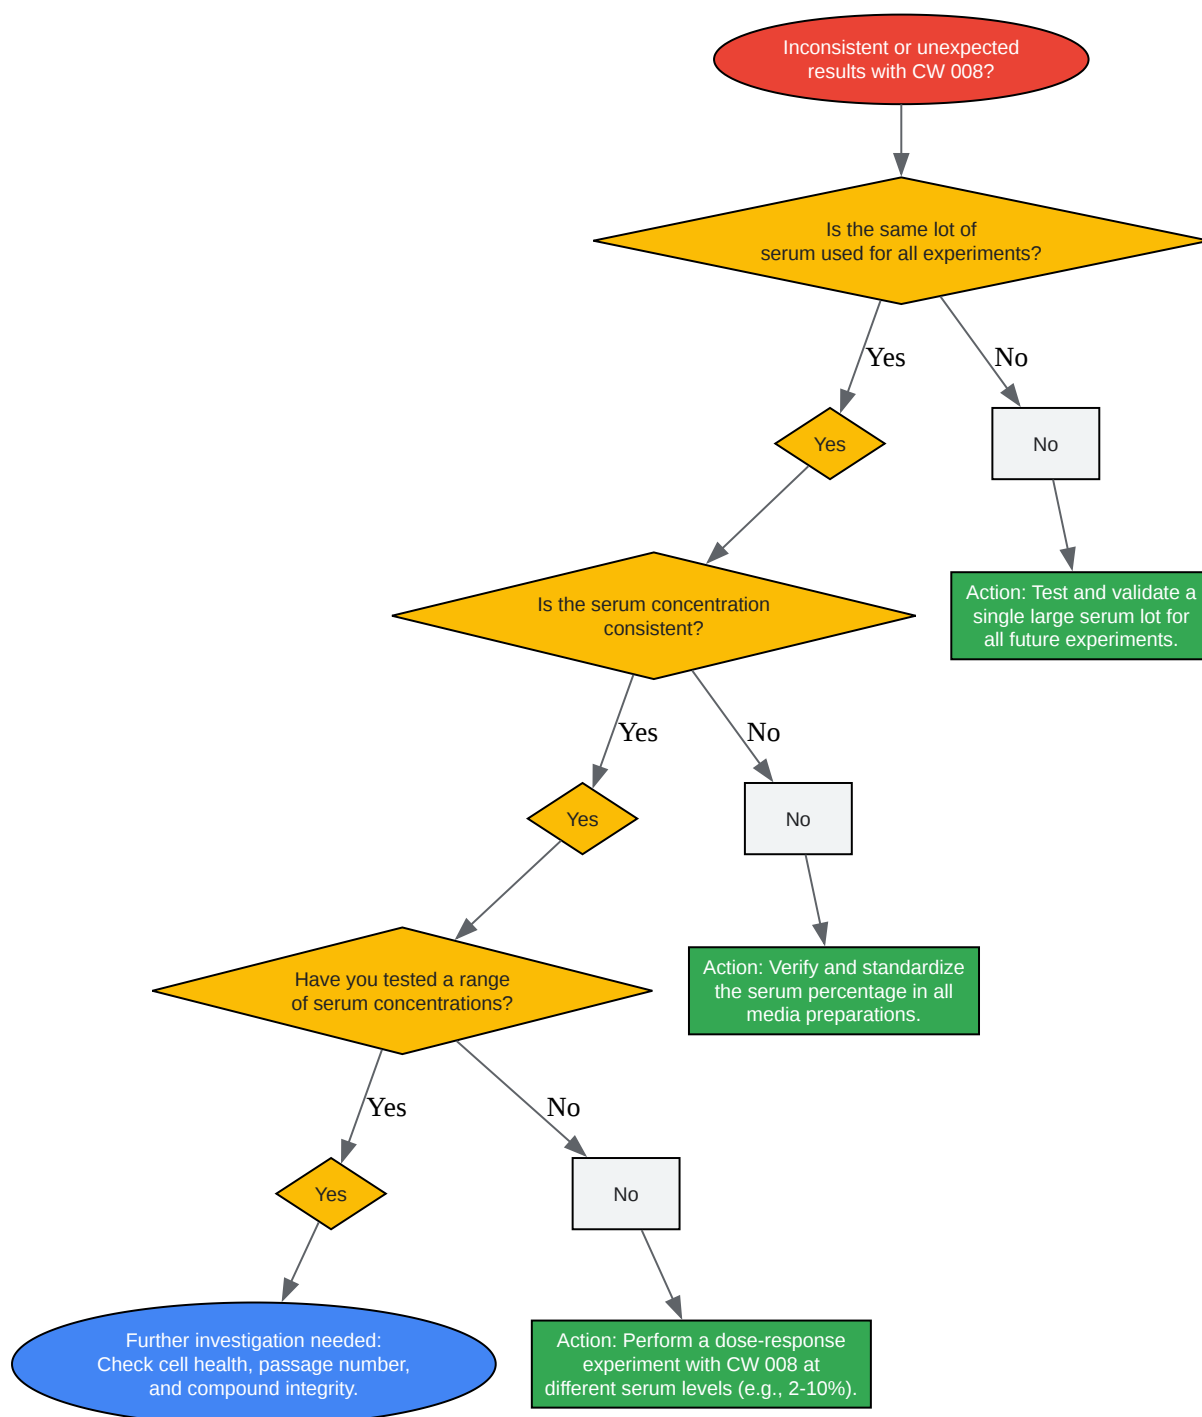 Inconsistent or unexpected
results with CW 008?
Is the same lot of
serum used for all experiments?
Yes
No
Yes
No
Action: Test and validate a
single large serum lot for
all future experiments.
Is the serum concentration
consistent?
Yes
No
Yes
No
Action: Verify and standardize
the serum percentage in all
media preparations.
Have you tested a range
of serum concentrations?
Yes
No
Yes
No
Further investigation needed:
Check cell health, passage number,
and compound integrity.
Action: Perform a dose-response
experiment with CW 008 at
different serum levels (e.g., 2-10%).